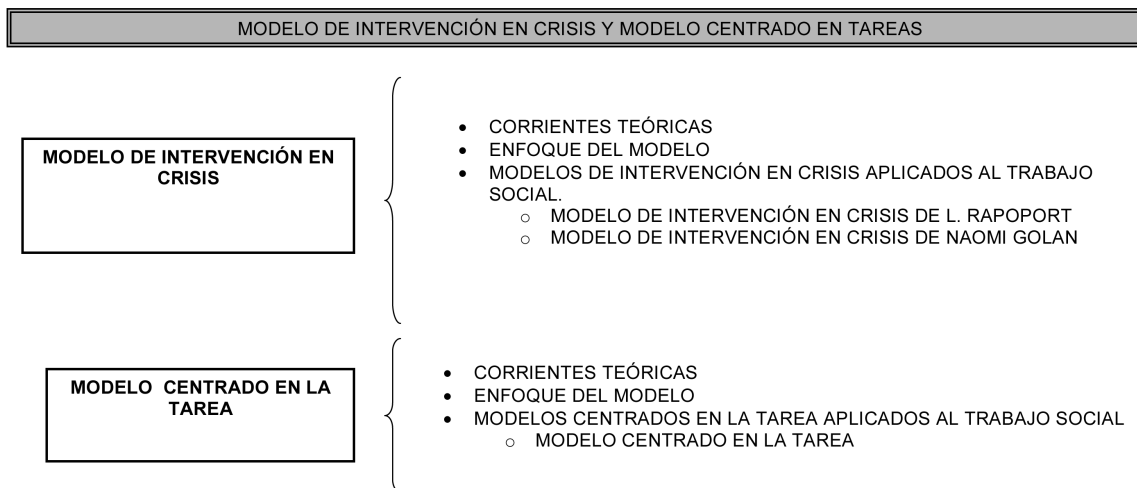 MODELO DE INTERVENCIÓN EN CRISIS Y MODELO CENTRADO EN TAREAS
MODELO DE INTERVENCIÓN EN
CRISIS
• CORRIENTES TEÓRICAS
• ENFOQUE DEL MODELO
• MODELOS DE INTERVENCIÓN EN CRISIS APLICADOS AL TRABAJO
SOCIAL.
○ MODELO DE INTERVENCIÓN EN CRISIS DE L. RAPOPORT
○ MODELO DE INTERVENCIÓN EN CRISIS DE NAOMI GOLAN
MODELO CENTRADO EN LA
TAREA
• CORRIENTES TEÓRICAS
• ENFOQUE DEL MODELO
• MODELOS CENTRADOS EN LA TAREA APLICADOS AL TRABAJO SOCIAL
○ MODELO CENTRADO EN LA TAREA